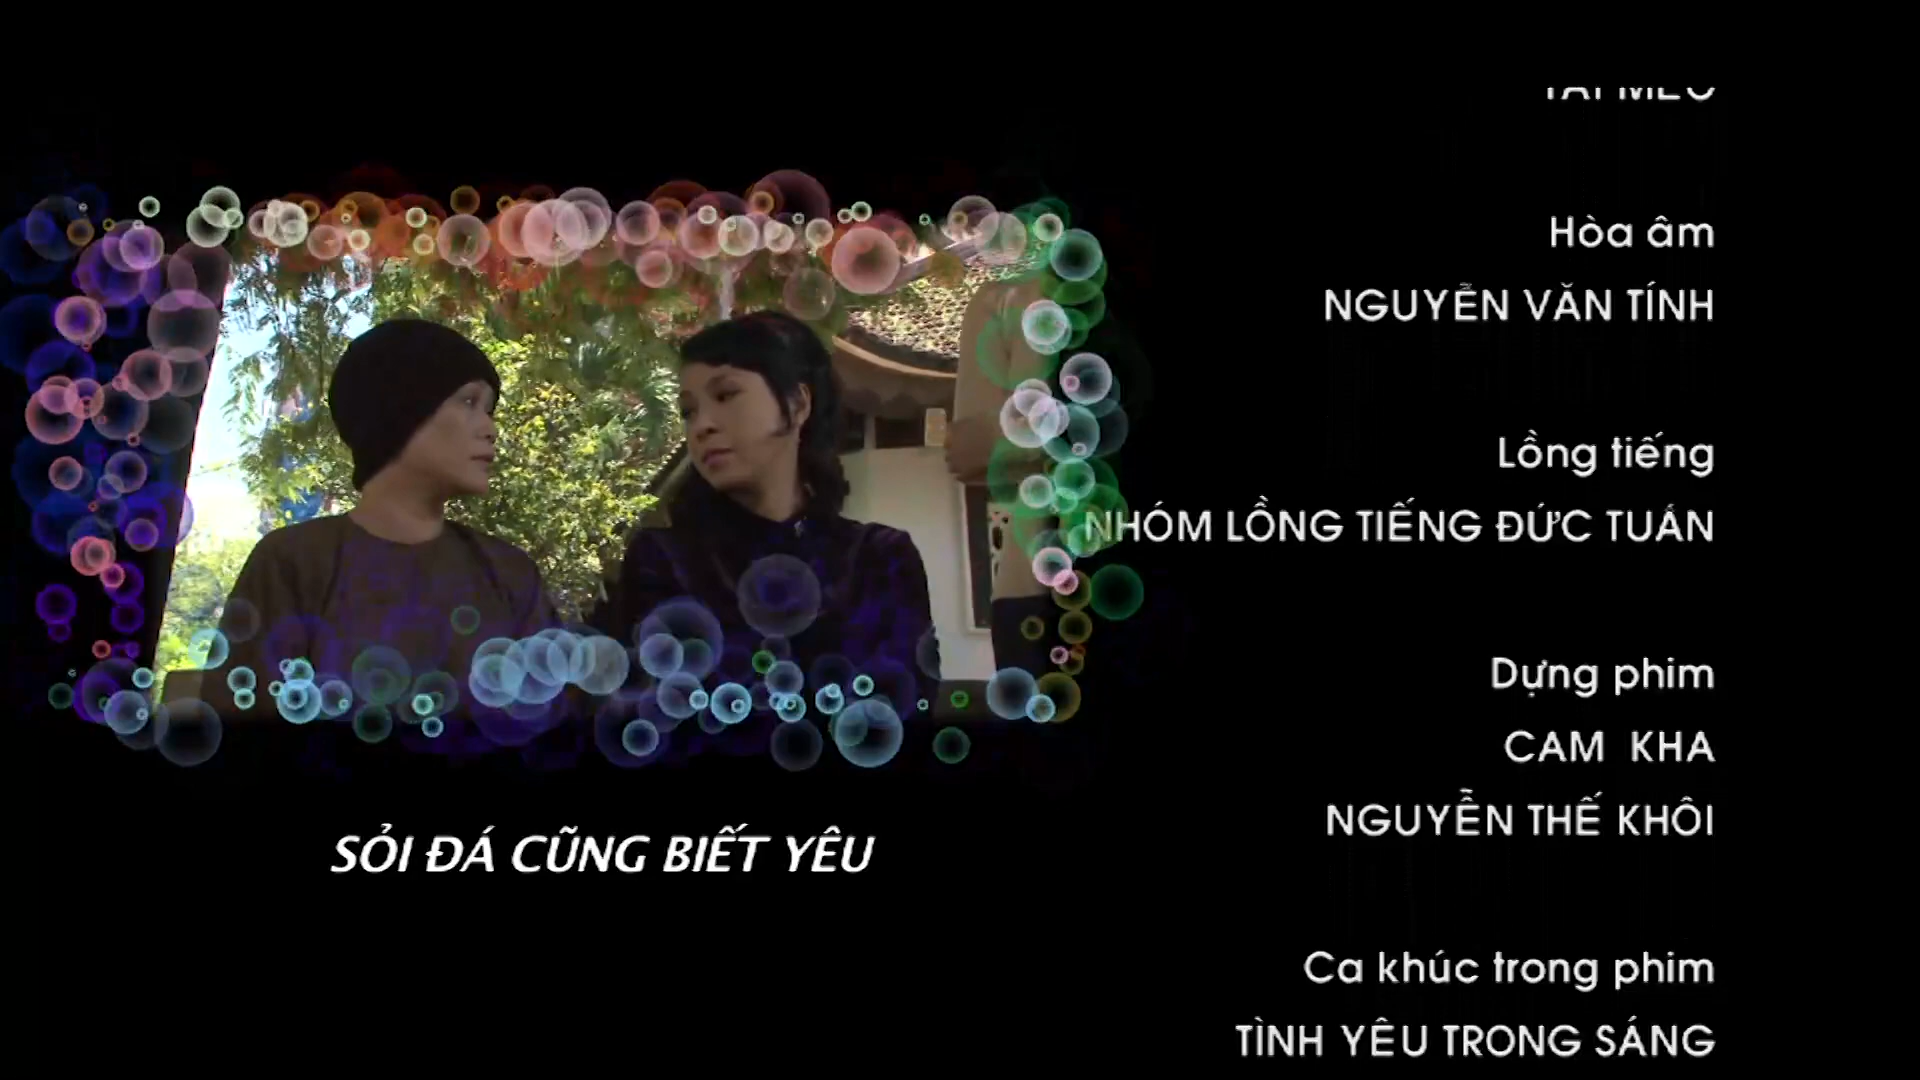 Hòa âm
NGUYỄN VĂN TÍNH
Lồng tiếng
NHÓM LỒNG TIẾNG ĐỨC TUẤN
Dựng phim
CAM KHA
NGUYỄN THẾ KHÔI
Ca khúc trong phim
TÌNH YÊU TRONG SÁNG
SỎI ĐÁ CŨNG BIẾT YÊU